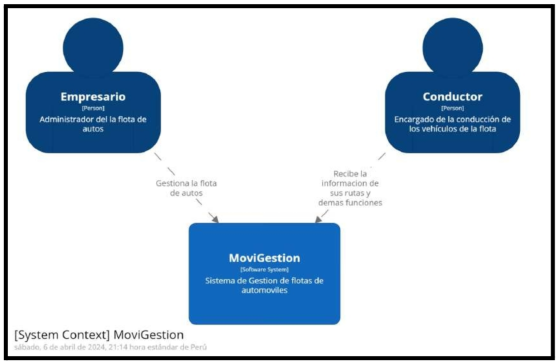 Empresario
[Person]
Administrador del la flota de
autos
Conductor
[Person]
Encargado de la conducción de
los vehículos de la flota
Gestiona la flota
de autos
Recibe la
informacion de
sus rutas y
demas funciones
MoviGestion
[Software System]
Sistema de Gestion de flotas de
automoviles
[System Context] MoviGestion
sábado, 6 de abril de 2024, 21:14 hora estándar de Perú